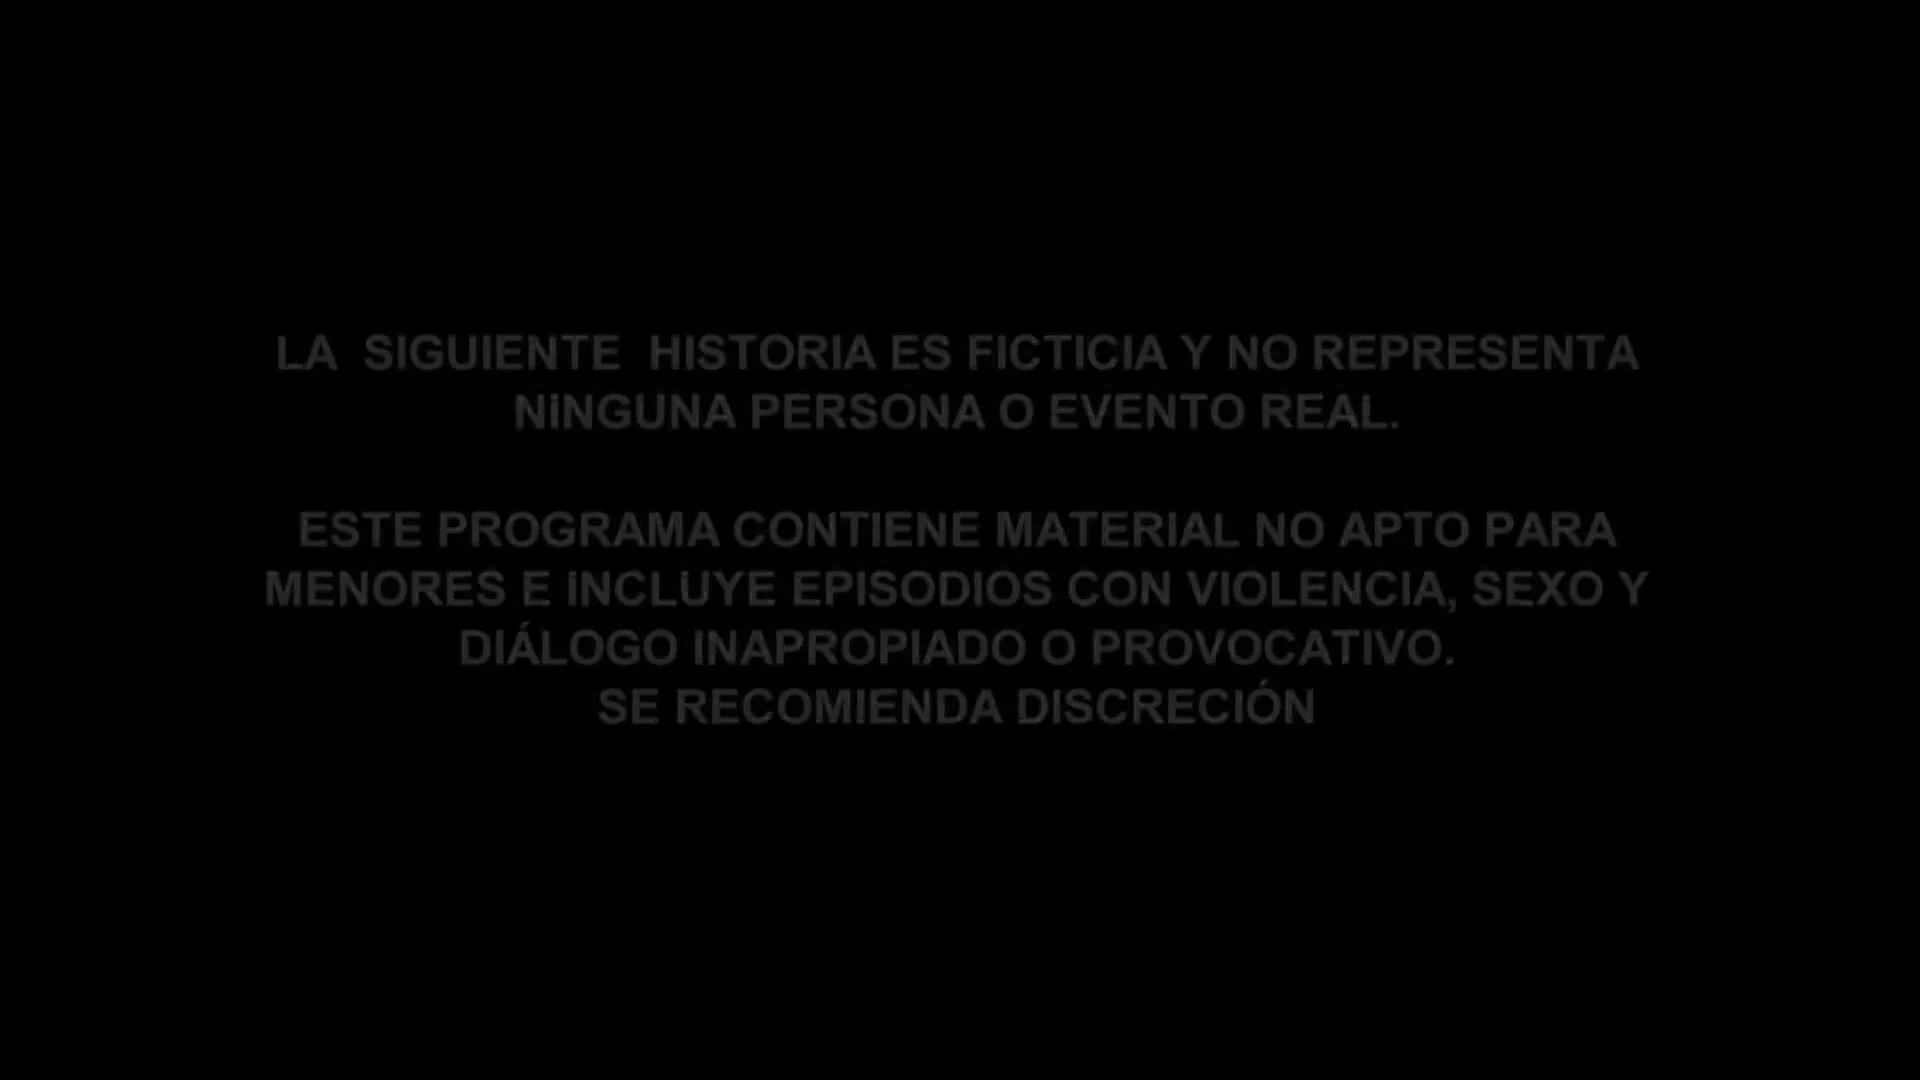 LA SIGUIENTE HISTORIA ES FICTICIA Y NO REPRESENTA
NINGUNA PERSONA O EVENTO REAL.
ESTE PROGRAMA CONTIENE MATERIAL NO APTO PARA
MENORES E INCLUYE EPISODIOS CON VIOLENCIA, SEXO Y
DIÁLOGO INAPROPIADO O PROVOCATIVO.
SE RECOMIENDA DISCRECIÓN